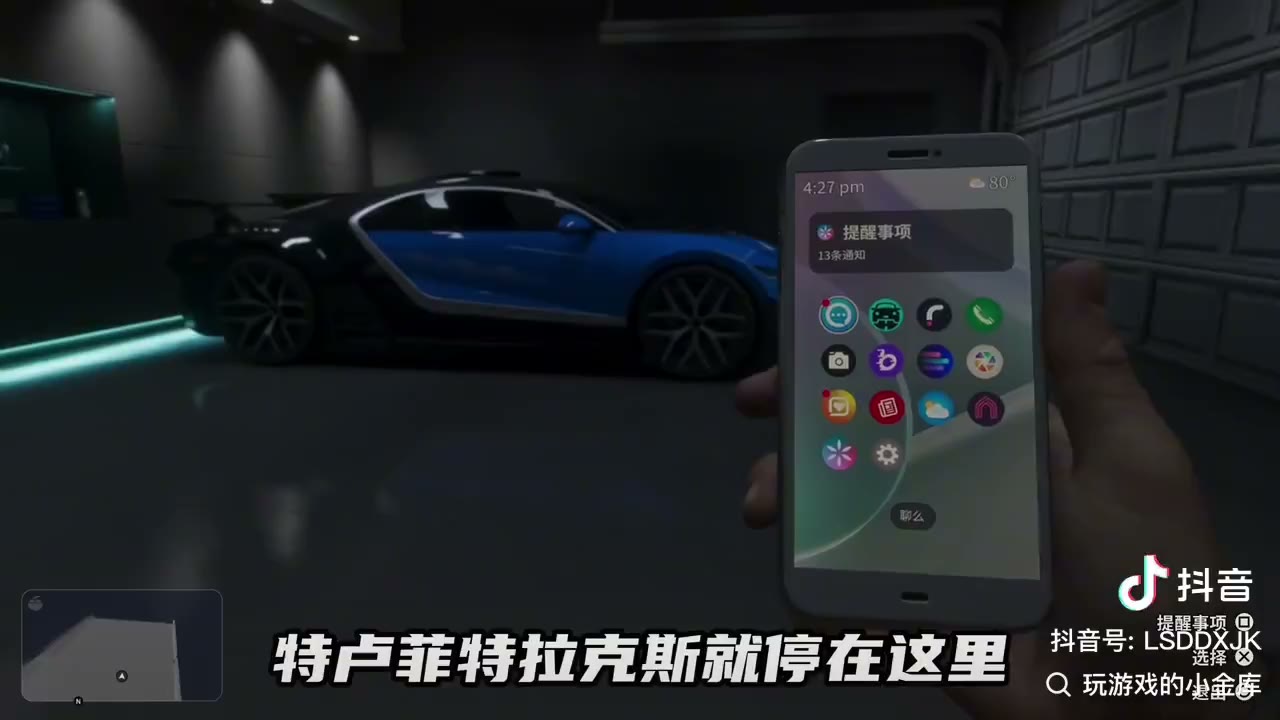 4:27 pm
80°
提醒事项
13条通知
聊么
N
特卢菲特拉克斯就停在这里
抖音
提醒事项
抖音号: LSDDXJK
选择
玩游戏的小金库
退出